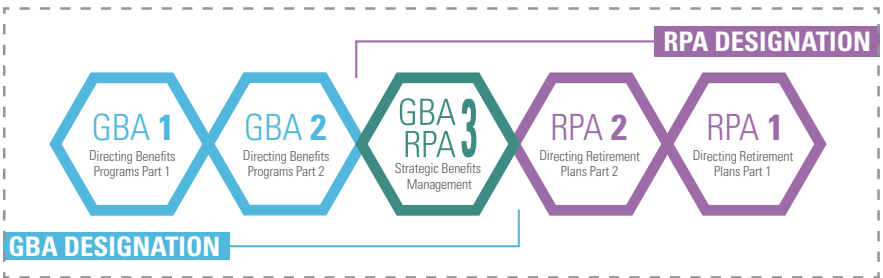 RPA DESIGNATION
GBA 1
Directing Benefits
Programs Part 1
GBA 2
Directing Benefits
Programs Part 2
GBA
RPA 3
Strategic Benefits
Management
RPA 2
Directing Retirement
Plans Part 2
RPA 1
Directing Retirement
Plans Part 1
GBA DESIGNATION